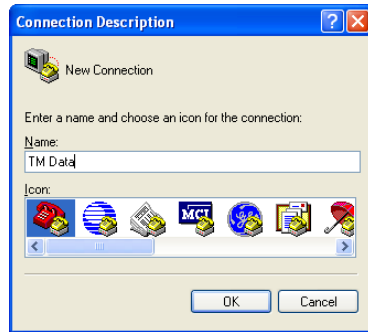 Connection Description
New Connection
Enter a name and choose an icon for the connection:
Name:
TM Data
Icon:
MCI
OK
Cancel